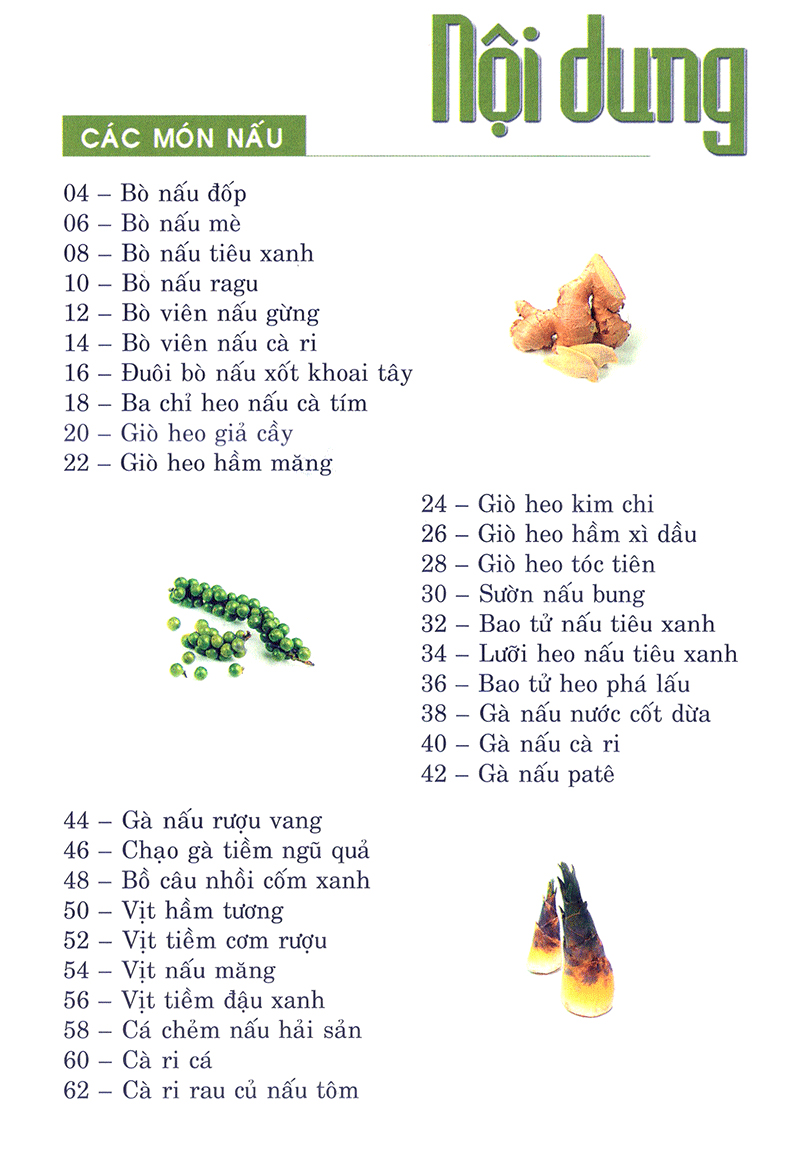 Nội dung
CÁC MÓN NẤU
04 – Bò nấu đốp
06 – Bò nấu mè
08 – Bò nấu tiêu xanh
10 – Bò nấu ragu
12 – Bò viên nấu gừng
14 – Bò viên nấu cà ri
16 – Đuôi bò nấu xốt khoai tây
18 – Ba chỉ heo nấu cà tím
20 – Giò heo giả cầy
22 – Giò heo hầm măng
24 – Giò heo kim chi
26 – Giò heo hầm xì dầu
28 – Giò heo tóc tiên
30 – Sườn nấu bung
32 – Bao tử nấu tiêu xanh
34 – Lưỡi heo nấu tiêu xanh
36 – Bao tử heo phá lấu
38 – Gà nấu nước cốt dừa
40 – Gà nấu cà ri
42 – Gà nấu patê
44 – Gà nấu rượu vang
46 – Chạo gà tiềm ngũ quả
48 – Bồ câu nhồi cốm xanh
50 – Vịt hầm tương
52 – Vịt tiềm cơm rượu
54 – Vịt nấu măng
56 – Vịt tiềm đậu xanh
58 – Cá chẻm nấu hải sản
60 – Cà ri cá
62 – Cà ri rau củ nấu tôm